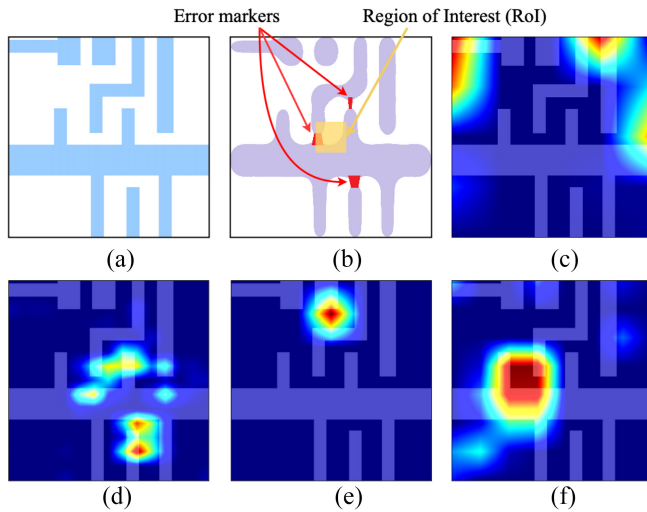 Error markers
Region of Interest (RoI)
(a)
(b)
(c)
(d)
(e)
(f)